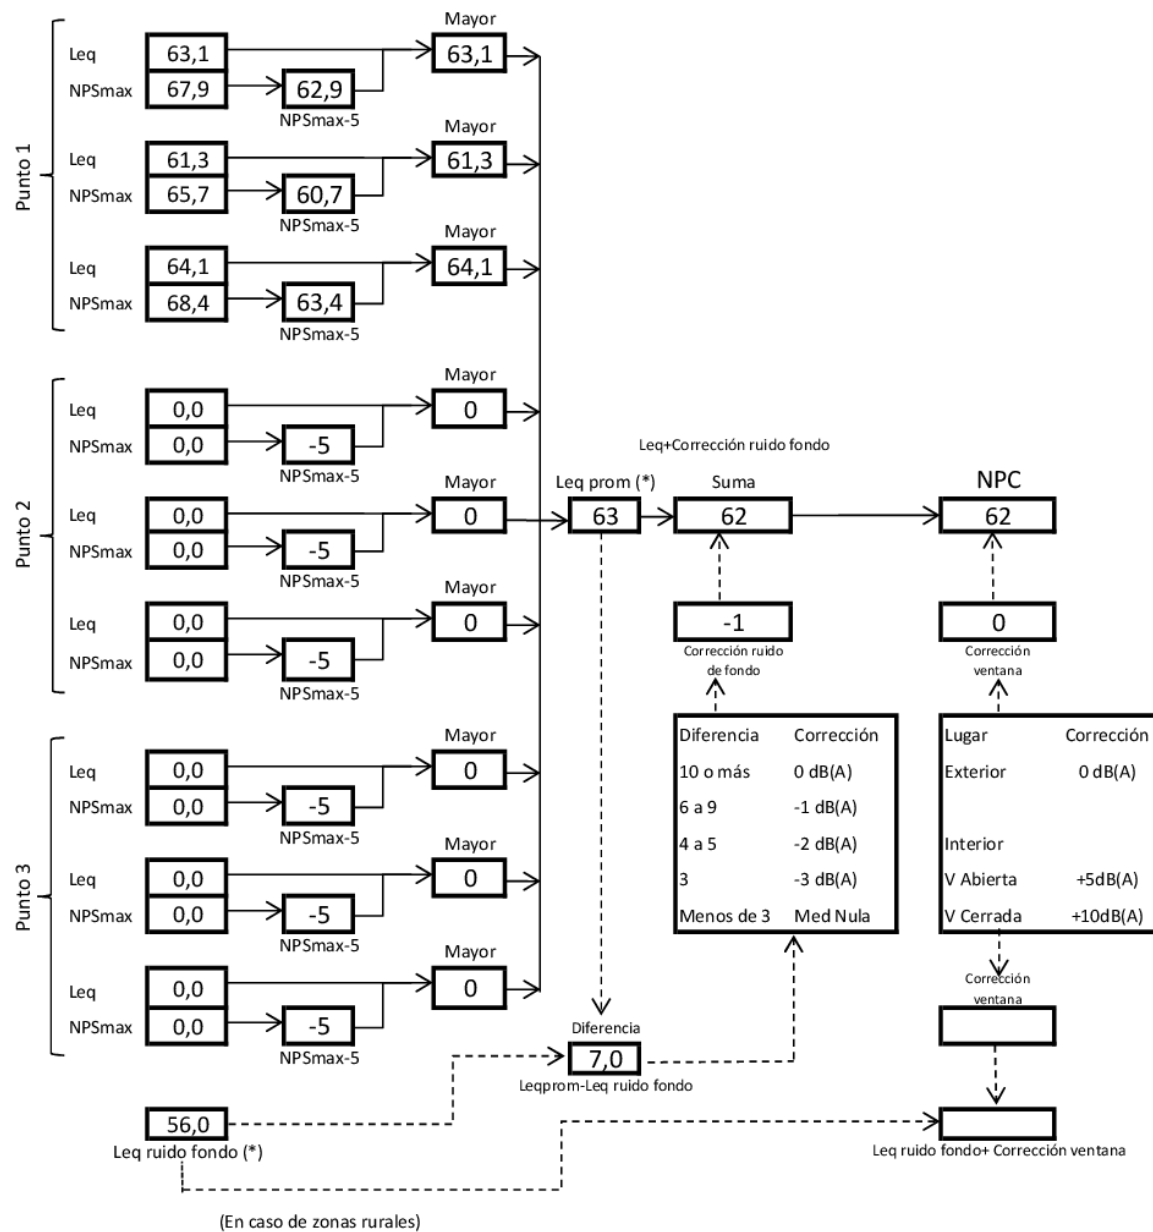 Punto 1
Mayor
Leq 63,1 63,1
NPSmax 67,9 62,9
NPSmax-5
Mayor
Leq 61,3 61,3
NPSmax 65,7 60,7
NPSmax-5
Mayor
Leq 64,1 64,1
NPSmax 68,4 63,4
NPSmax-5
Punto 2
Mayor
Leq 0,0 0
NPSmax 0,0 -5
NPSmax-5
Mayor
Leq 0,0 0
NPSmax 0,0 -5
NPSmax-5
Mayor
Leq 0,0 0
NPSmax 0,0 -5
NPSmax-5
Punto 3
Mayor
Leq 0,0 0
NPSmax 0,0 -5
NPSmax-5
Mayor
Leq 0,0 0
NPSmax 0,0 -5
NPSmax-5
Mayor
Leq 0,0 0
NPSmax 0,0 -5
NPSmax-5
56,0
Leq ruido fondo (*)
(En caso de zonas rurales)
Leq+Corrección ruido fondo
Leq prom (*) Suma NPC
63 62 62
-1
Corrección ruido
de fondo
0
Corrección
ventana
Diferencia Corrección
10 o más 0 dB(A)
6 a 9 -1 dB(A)
4 a 5 -2 dB(A)
3 -3 dB(A)
Menos de 3 Med Nula
Lugar Corrección
Exterior 0 dB(A)
Interior
V Abierta +5dB(A)
V Cerrada +10dB(A)
Corrección
ventana
Diferencia
7,0
Leqprom-Leq ruido fondo
Leq ruido fondo+ Corrección ventana